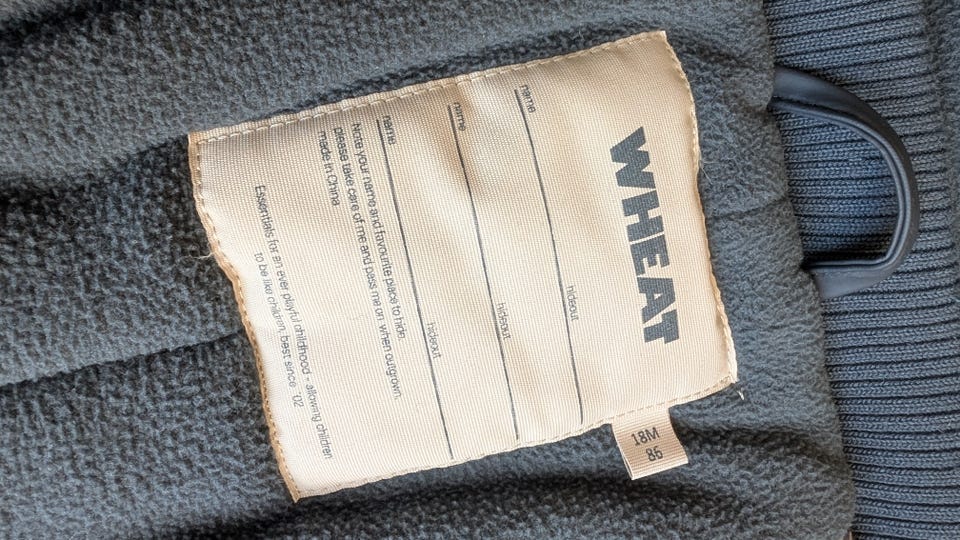 WHEAT
name hideout
name hideout
name hideout
Note your name and favourite place to hide,
please take care of me and pass me on when outgrown.
made in China
Essentials for an ever playful childhood - allowing children
to be like children, best since '02
18M
86